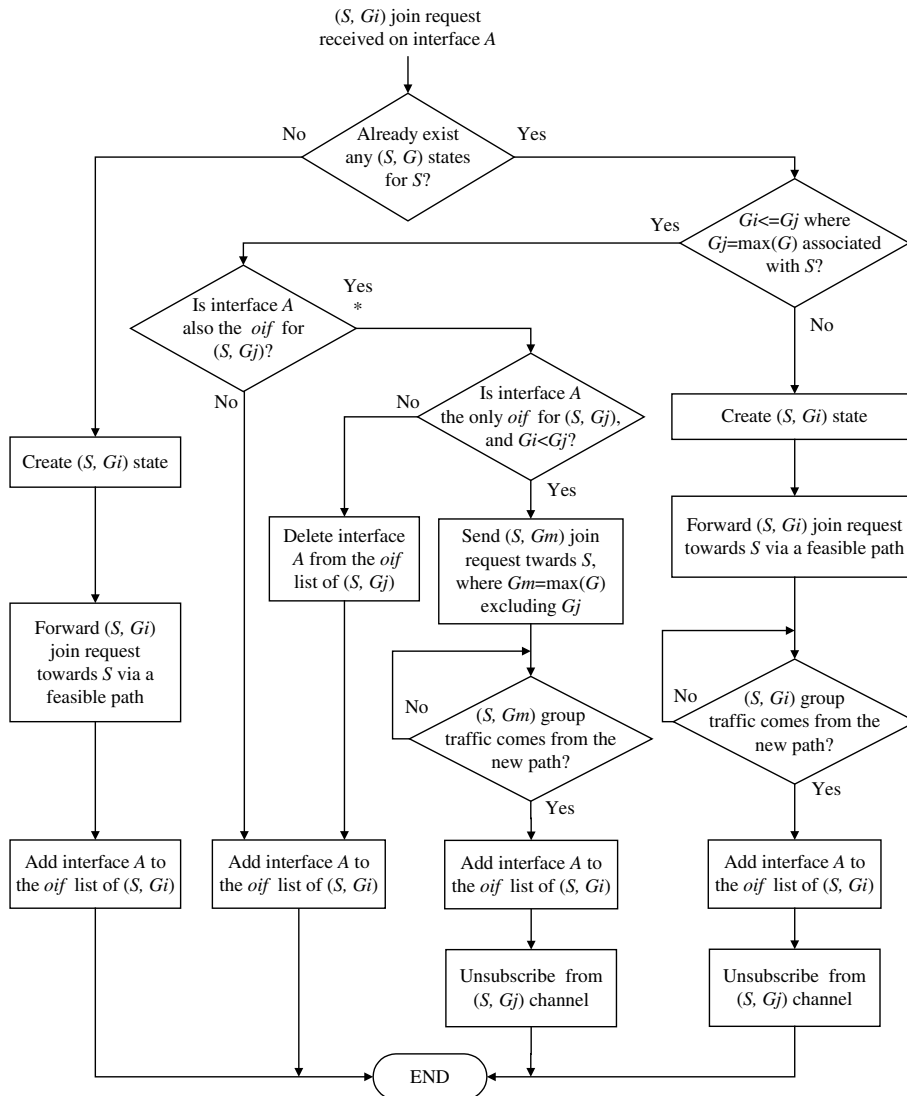 (S, Gi) join request
received on interface A
No
Already exist
any (S, G) states
for S?
Yes
Yes
Gi<=Gj where
Gj=max(G) associated
with S?
No
Is interface A
also the oif for
(S, Gj)?
Yes
*
No
Is interface A
the only oif for (S, Gj),
and Gi<Gj?
No
Yes
Create (S, Gi) state
Create (S, Gi) state
Delete interface
A from the oif
list of (S, Gj)
Send (S, Gm) join
request twards S,
where Gm=max(G)
excluding Gj
Forward (S, Gi) join request
towards S via a feasible path
Forward (S, Gi)
join request
towards S via a
feasible path
No
(S, Gm) group
traffic comes from the
new path?
Yes
No
(S, Gi) group
traffic comes from the
new path?
Yes
Add interface A to
the oif list of (S, Gi)
Add interface A to
the oif list of (S, Gi)
Add interface A to
the oif list of (S, Gi)
Add interface A to
the oif list of (S, Gi)
Unsubscribe from
(S, Gj) channel
Unsubscribe from
(S, Gj) channel
END